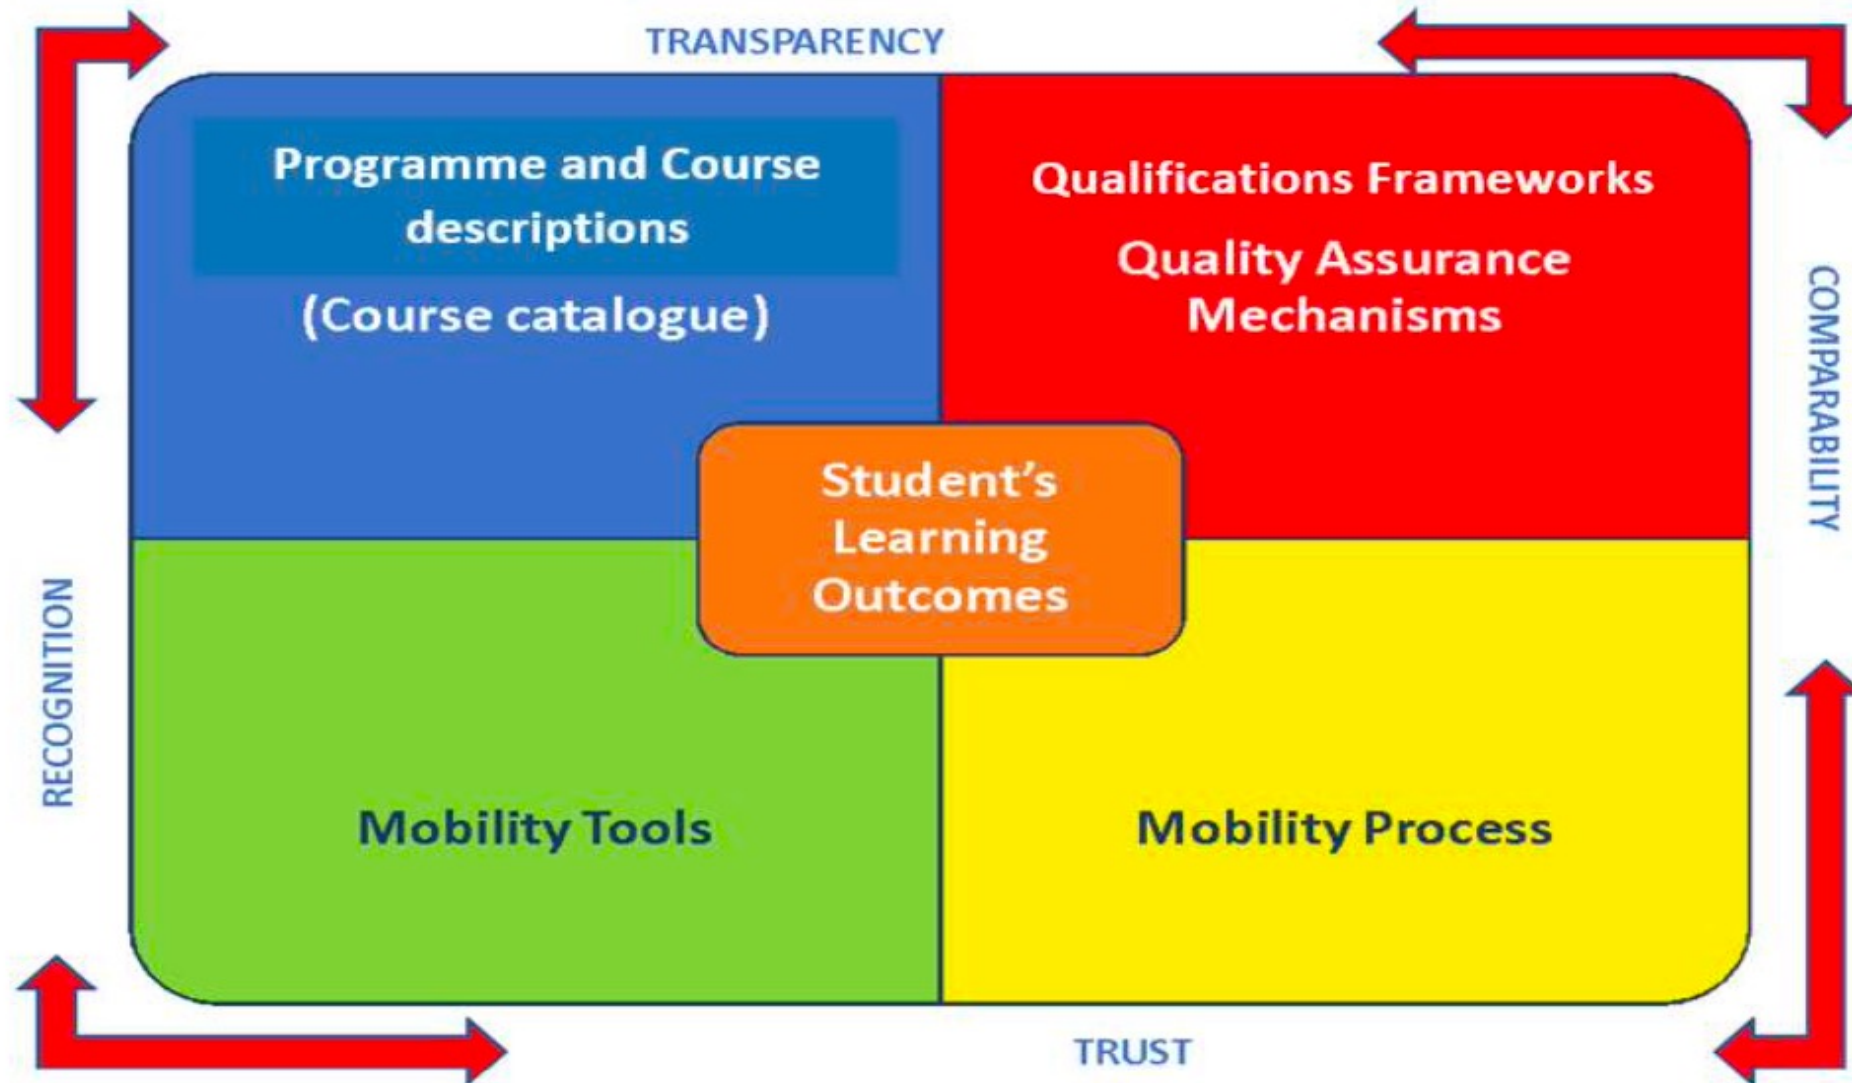 TRANSPARENCY
Programme and Course
descriptions
(Course catalogue)
Qualifications Frameworks
Quality Assurance
Mechanisms
COMPARABILITY
Student’s
Learning
Outcomes
RECOGNITION
Mobility Tools
Mobility Process
TRUST